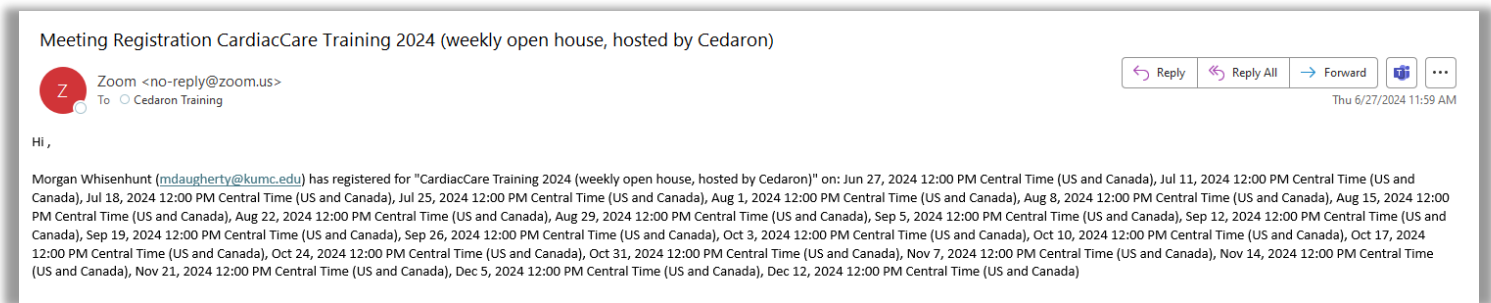 Meeting Registration CardiacCare Training 2024 (weekly open house, hosted by Cedaron)
Z
Zoom <no-reply@zoom.us>
To Cedaron Training
Reply
Reply All
Forward
Thu 6/27/2024 11:59 AM
Hi ,
Morgan Whisenhunt (mdaugherty@kumc.edu) has registered for "CardiacCare Training 2024 (weekly open house, hosted by Cedaron)" on: Jun 27, 2024 12:00 PM Central Time (US and Canada), Jul 11, 2024 12:00 PM Central Time (US and
Canada), Jul 18, 2024 12:00 PM Central Time (US and Canada), Jul 25, 2024 12:00 PM Central Time (US and Canada), Aug 1, 2024 12:00 PM Central Time (US and Canada), Aug 8, 2024 12:00 PM Central Time (US and Canada), Aug 15, 2024 12:00
PM Central Time (US and Canada), Aug 22, 2024 12:00 PM Central Time (US and Canada), Aug 29, 2024 12:00 PM Central Time (US and Canada), Sep 5, 2024 12:00 PM Central Time (US and Canada), Sep 12, 2024 12:00 PM Central Time (US and
Canada), Sep 19, 2024 12:00 PM Central Time (US and Canada), Sep 26, 2024 12:00 PM Central Time (US and Canada), Oct 3, 2024 12:00 PM Central Time (US and Canada), Oct 10, 2024 12:00 PM Central Time (US and Canada), Oct 17, 2024
12:00 PM Central Time (US and Canada), Oct 24, 2024 12:00 PM Central Time (US and Canada), Oct 31, 2024 12:00 PM Central Time (US and Canada), Nov 7, 2024 12:00 PM Central Time (US and Canada), Nov 14, 2024 12:00 PM Central Time
(US and Canada), Nov 21, 2024 12:00 PM Central Time (US and Canada), Dec 5, 2024 12:00 PM Central Time (US and Canada), Dec 12, 2024 12:00 PM Central Time (US and Canada)